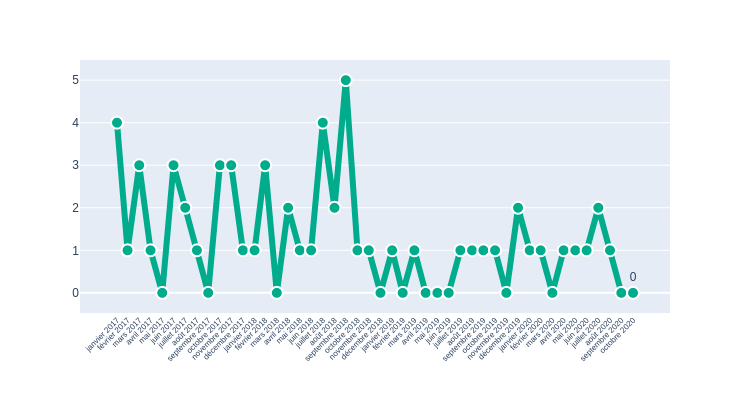 5
4
3
2
1
0
0
janvier 2017
février 2017
mars 2017
avril 2017
mai 2017
juin 2017
juillet 2017
août 2017
septembre 2017
octobre 2017
novembre 2017
décembre 2017
janvier 2018
février 2018
mars 2018
avril 2018
mai 2018
juin 2018
juillet 2018
août 2018
septembre 2018
octobre 2018
novembre 2018
décembre 2018
janvier 2019
février 2019
mars 2019
avril 2019
mai 2019
juin 2019
juillet 2019
août 2019
septembre 2019
octobre 2019
novembre 2019
décembre 2019
janvier 2020
février 2020
mars 2020
avril 2020
mai 2020
juin 2020
juillet 2020
août 2020
septembre 2020
octobre 2020